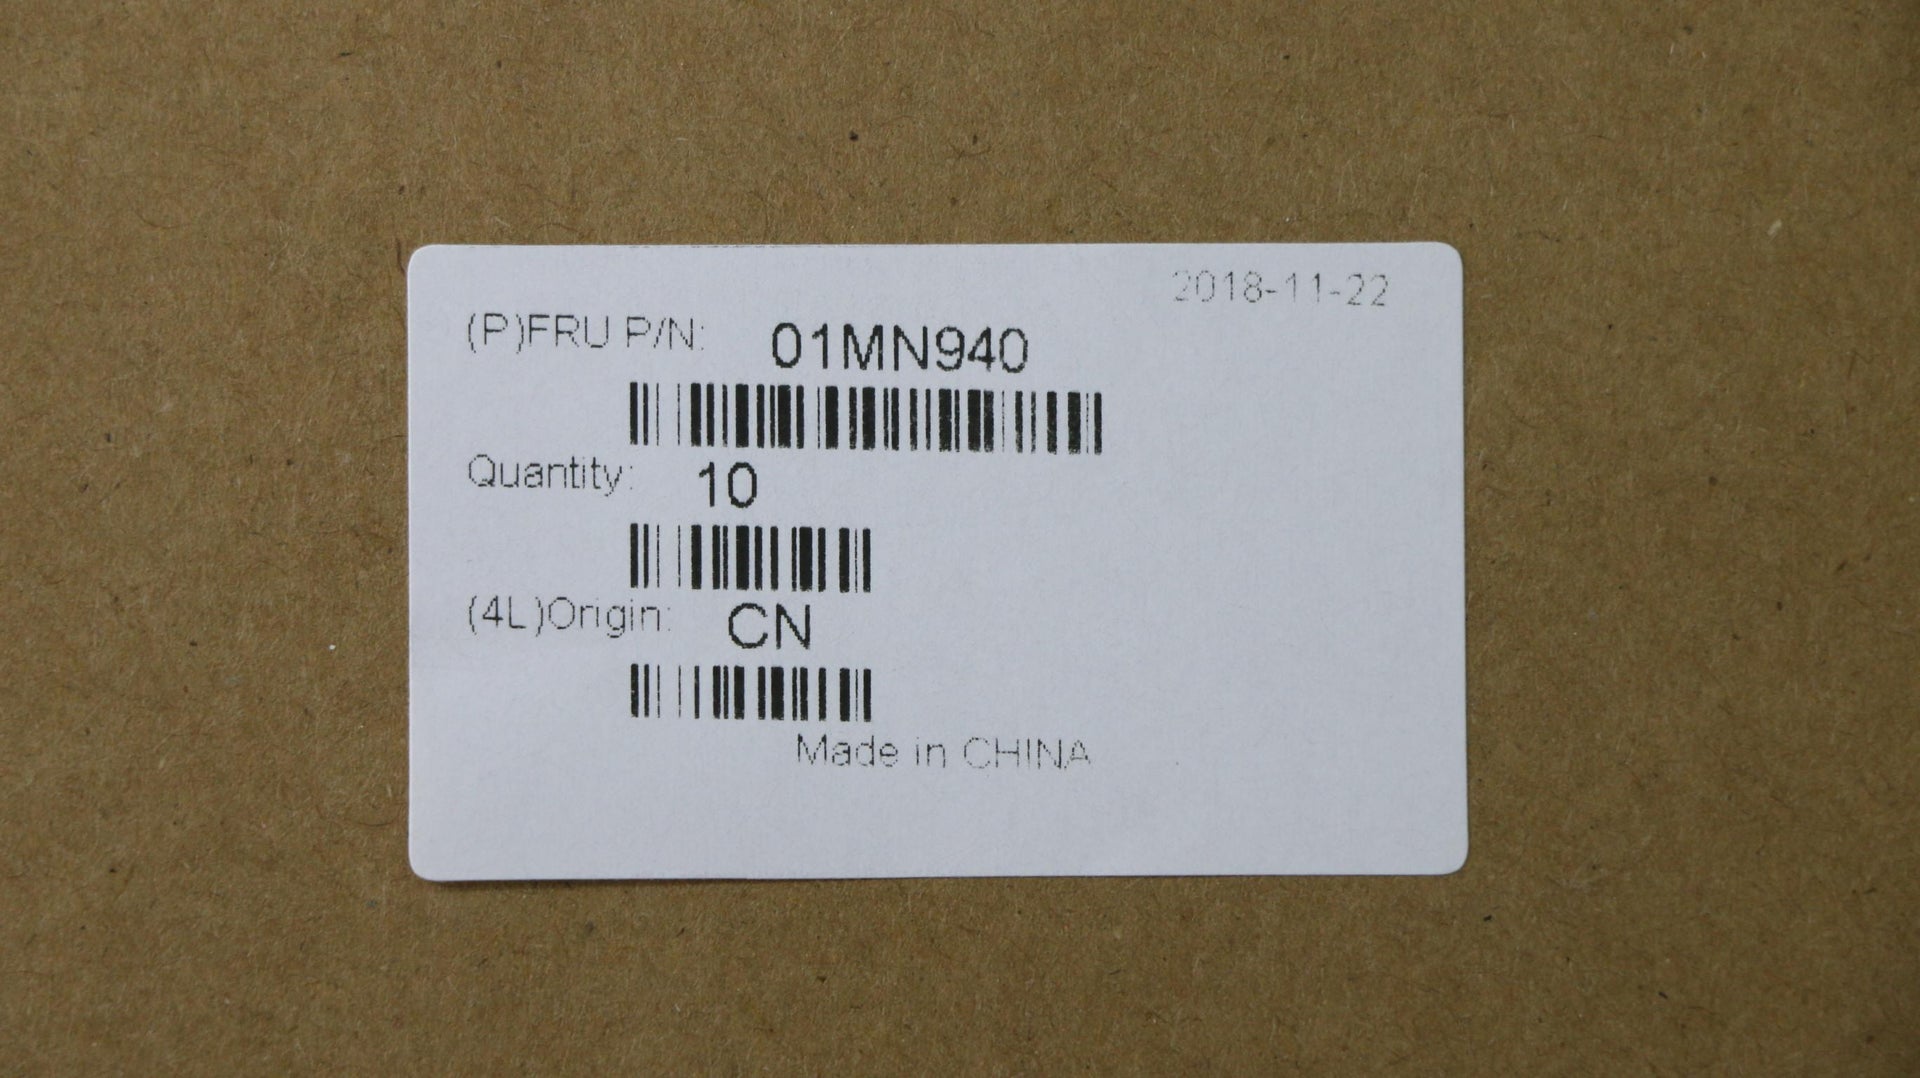 2018-11-22
(P)FRU P/N: 01MN940
Quantity: 10
(4L)Origin: CN
Made in CHINA